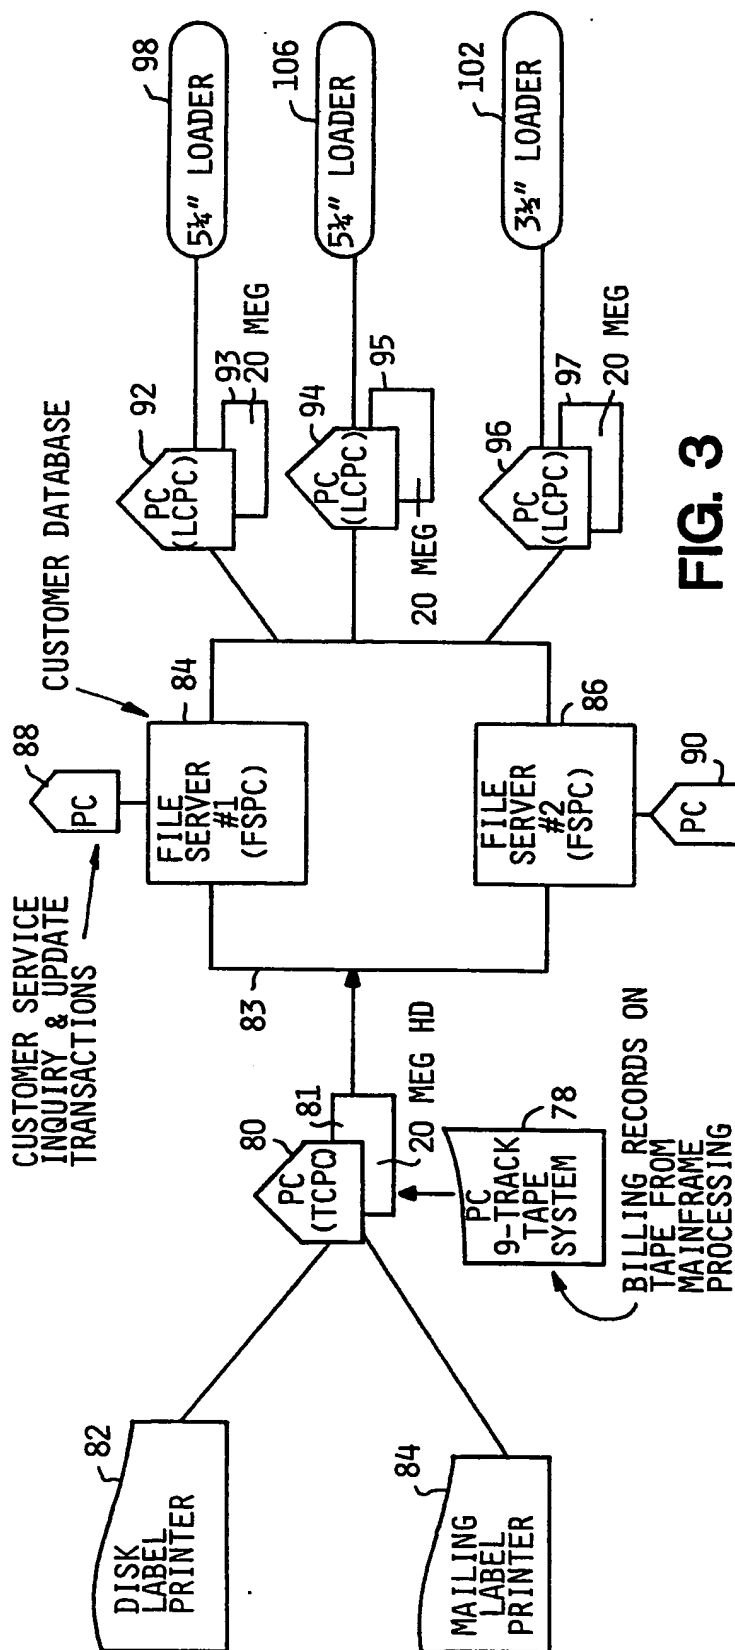 CUSTOMER SERVICE
INQUIRY & UPDATE
TRANSACTIONS
88
PC
CUSTOMER DATABASE
84
FILE
SERVER
#1
(FSPC)
83
FILE
SERVER
#2
(FSPC)
86
PC
90
82
DISK
LABEL
PRINTER
84
MAILING
LABEL
PRINTER
80
PC
(TCPC)
81
20 MEG HD
PC
9-TRACK
TAPE
SYSTEM
78
BILLING RECORDS ON
TAPE FROM
MAINFRAME
PROCESSING
92
PC
(LCPC)
93
20 MEG
98
5¼" LOADER
94
PC
(LCPC)
95
20 MEG
106
5¼" LOADER
96
PC
(LCPC)
97
20 MEG
102
3½" LOADER
FIG. 3